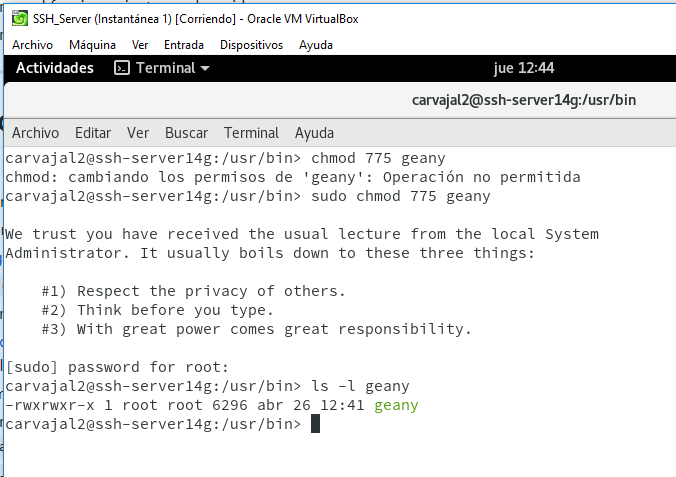 SSH_Server (Instantánea 1) [Corriendo] - Oracle VM VirtualBox
Archivo Máquina Ver Entrada Dispositivos Ayuda
Actividades Terminal jue 12:44
carvajal2@ssh-server14g:/usr/bin
Archivo Editar Ver Buscar Terminal Ayuda
carvajal2@ssh-server14g:/usr/bin> chmod 775 geany
chmod: cambiando los permisos de 'geany': Operación no permitida
carvajal2@ssh-server14g:/usr/bin> sudo chmod 775 geany
We trust you have received the usual lecture from the local System
Administrator. It usually boils down to these three things:
#1) Respect the privacy of others.
#2) Think before you type.
#3) With great power comes great responsibility.
[sudo] password for root:
carvajal2@ssh-server14g:/usr/bin> ls -l geany
-rwxrwxr-x 1 root root 6296 abr 26 12:41 geany
carvajal2@ssh-server14g:/usr/bin>